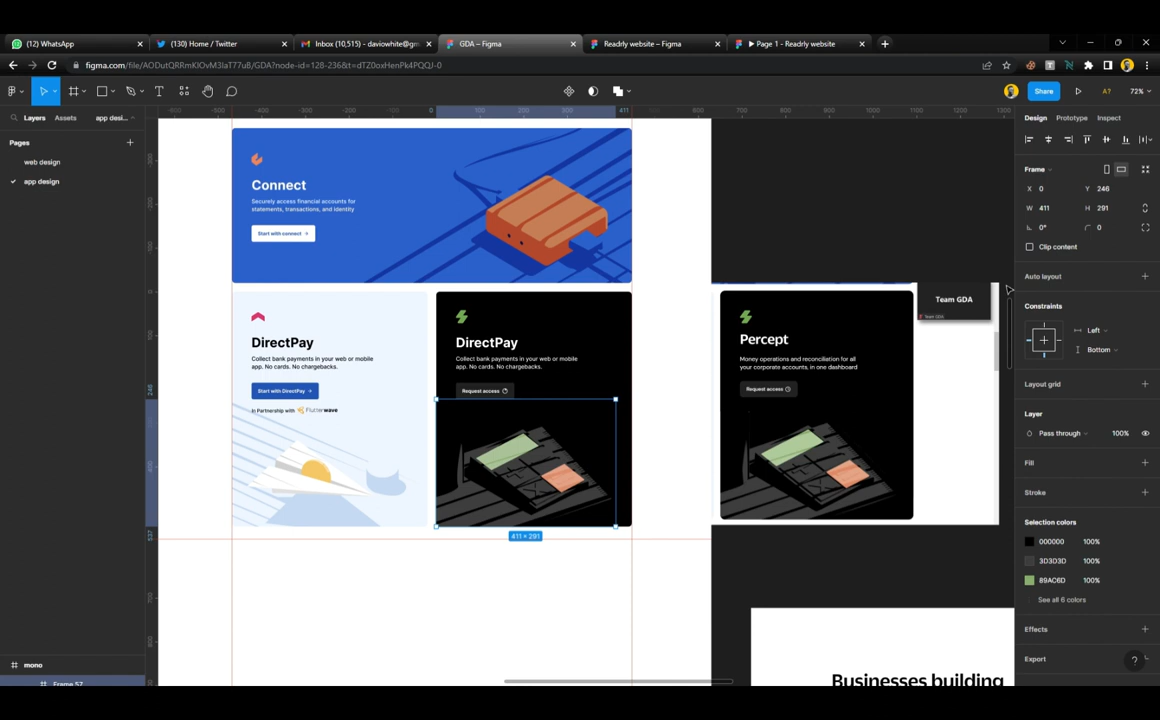 (12) WhatsApp
(130) Home / Twitter
Inbox (10,515) - daviowhite@gm
GDA – Figma
Readrly website – Figma
Page 1 - Readrly website
figma.com/file/AODutQRRmKIOvM3laT77uB/GDA?node-id=128-236&t=dTZ0oxHenPk4PQQJ-0
Share
A?
72%
Layers
Assets
app desi...
Pages
web design
app design
mono
Frame 57
Connect
Securely access financial accounts for
statements, transactions, and identity
Start with connect
DirectPay
Collect bank payments in your web or mobile
app. No cards. No chargebacks.
Start with DirectPay
In Partnership with Flutterwave
DirectPay
Collect bank payments in your web or mobile
app. No cards. No chargebacks.
Request access
411 × 291
Percept
Money operations and reconciliation for all
your corporate accounts, in one dashboard
Request access
Team GDA
Team GDA
Businesses building
Design
Prototype
Inspect
Frame
X 0
Y 246
W 411
H 291
0°
0
Clip content
Auto layout
Constraints
Left
Bottom
Layout grid
Layer
Pass through
100%
Fill
Stroke
Selection colors
000000 100%
3D3D3D 100%
89AC6D 100%
See all 6 colors
Effects
Export
?